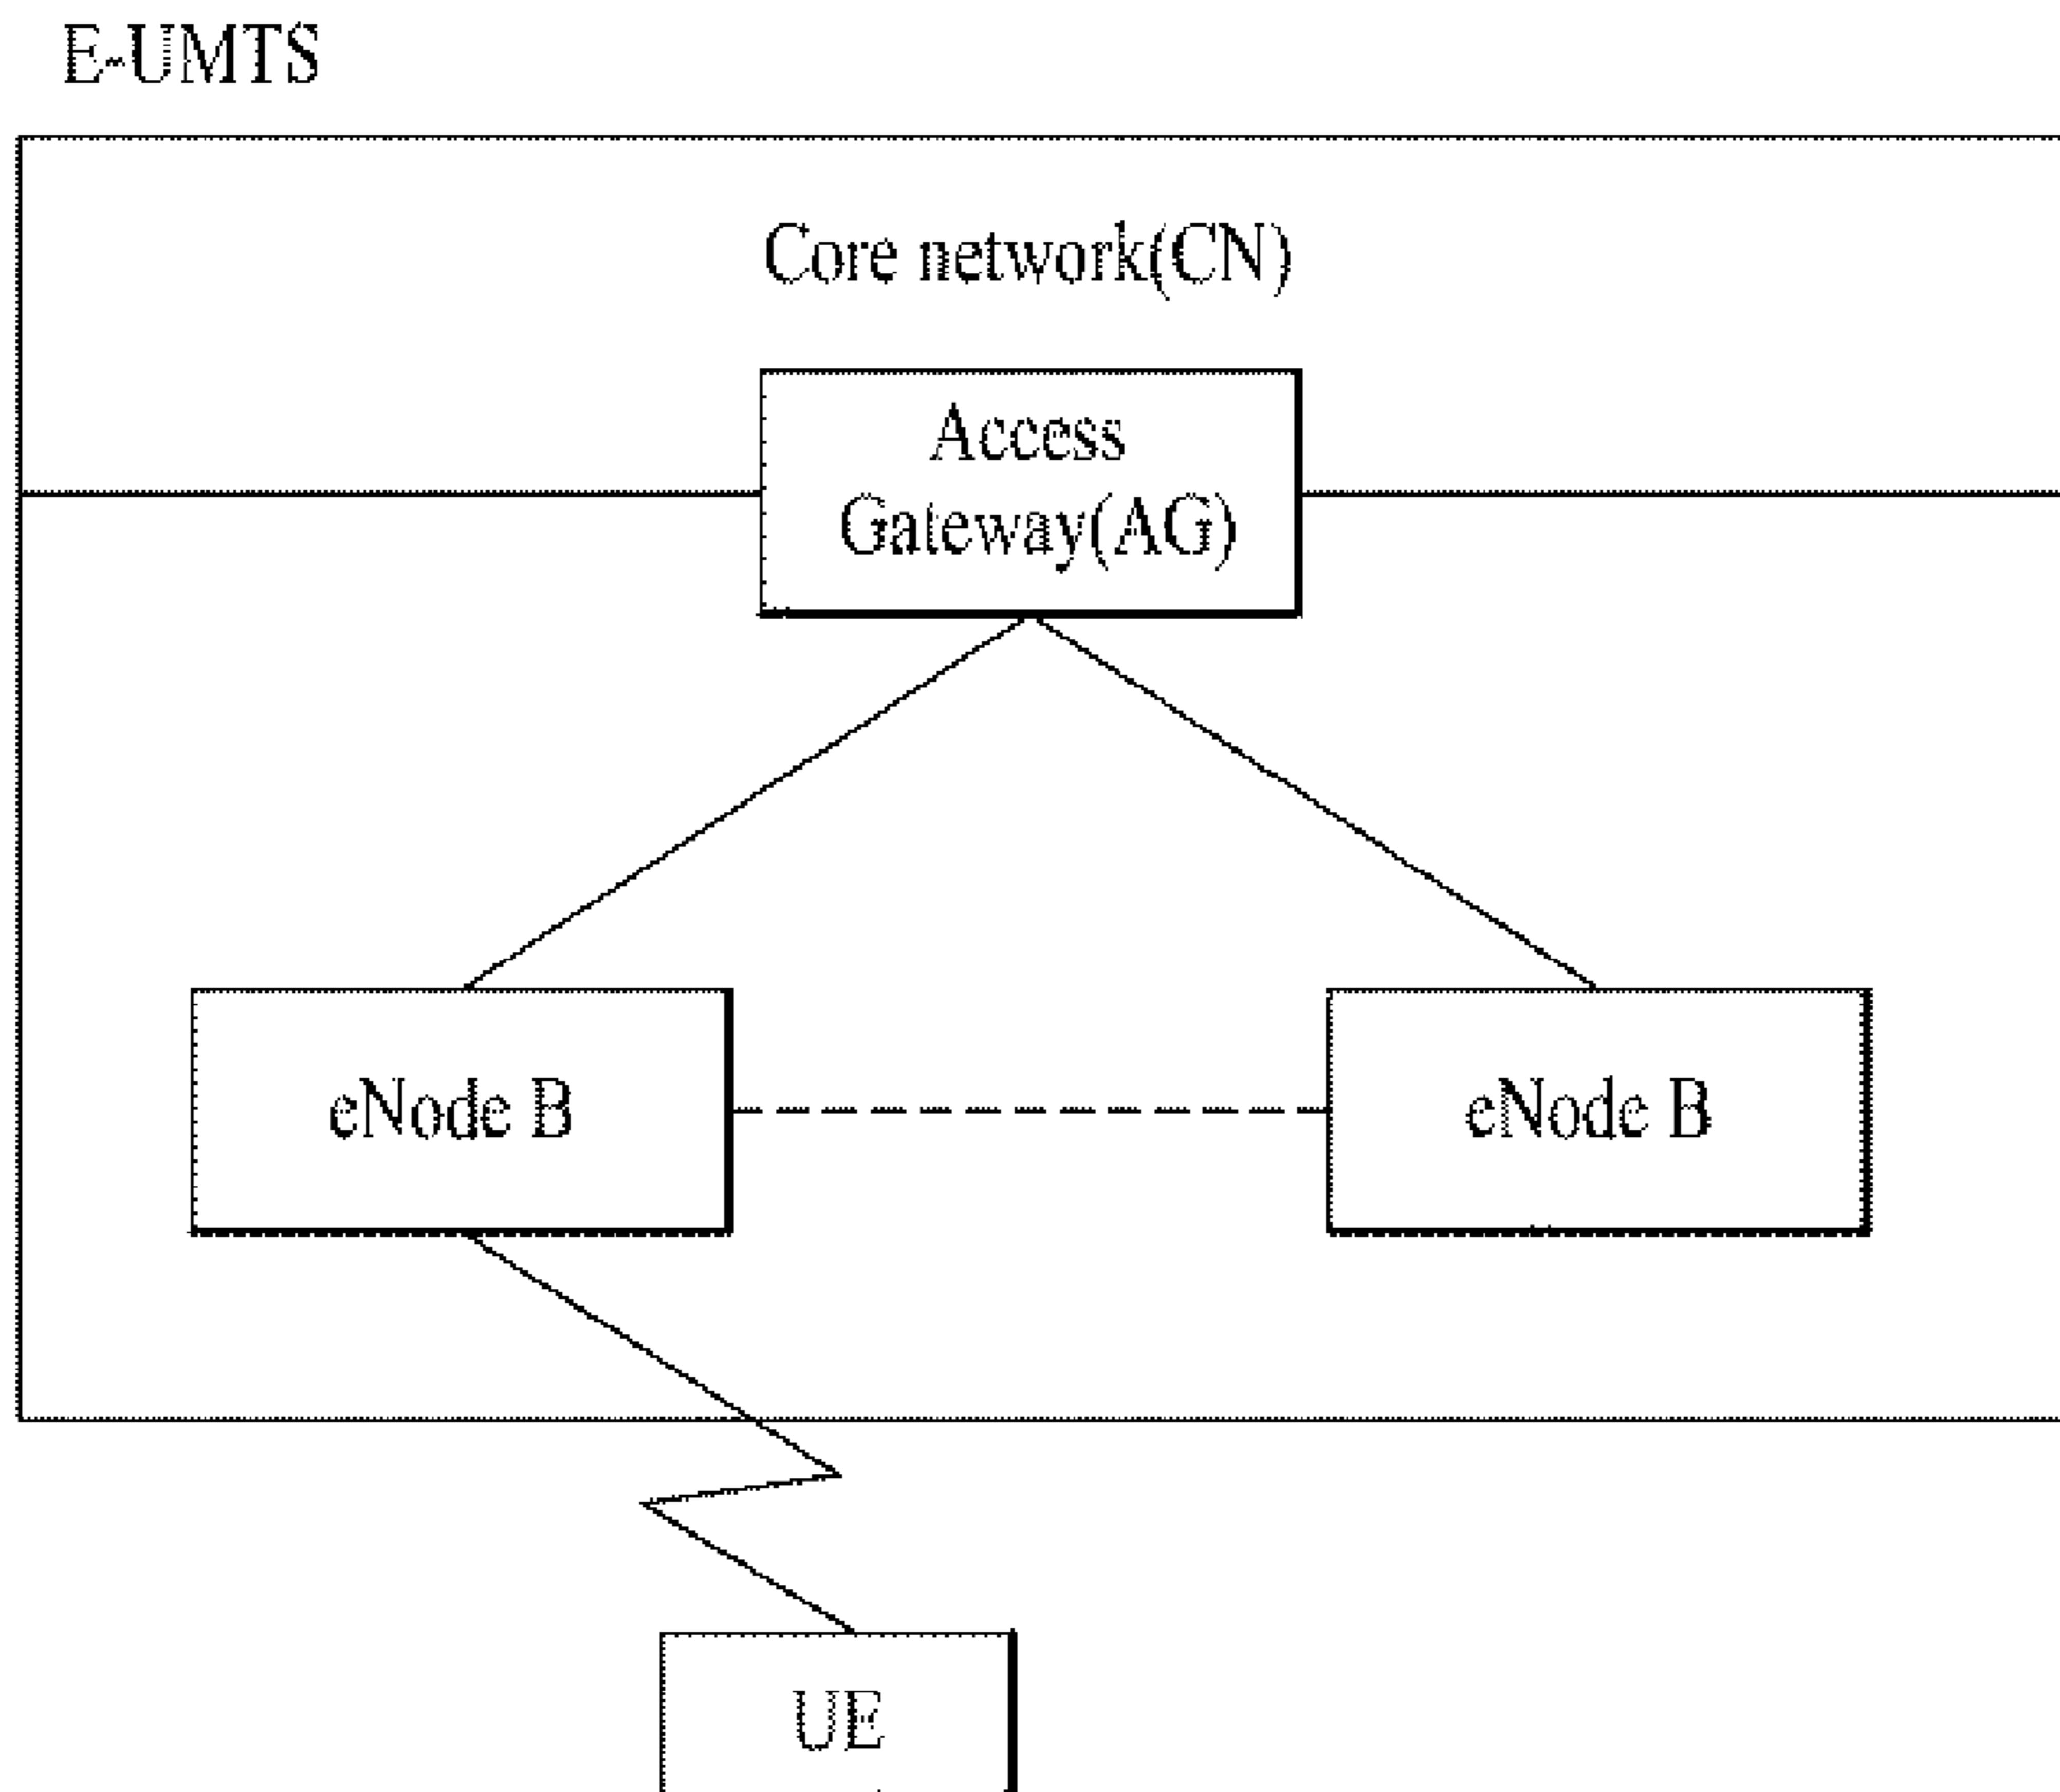 E-UMTS
Core network(CN)
Access
Gateway(AG)
eNode B
eNode B
UE